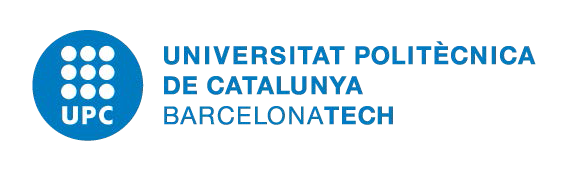 UPC
UNIVERSITAT POLITÈCNICA
DE CATALUNYA
BARCELONATECH